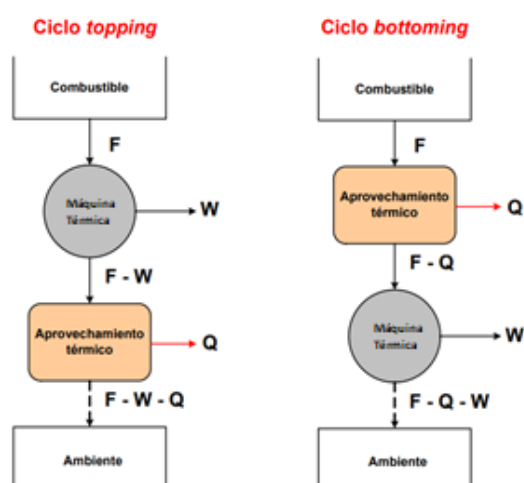 Ciclo topping
Combustible
F
Máquina
Térmica
W
F - W
Aprovechamiento
térmico
Q
F - W - Q
Ambiente
Ciclo bottoming
Combustible
F
Aprovechamiento
térmico
Q
F - Q
Máquina
Térmica
W
F - Q - W
Ambiente